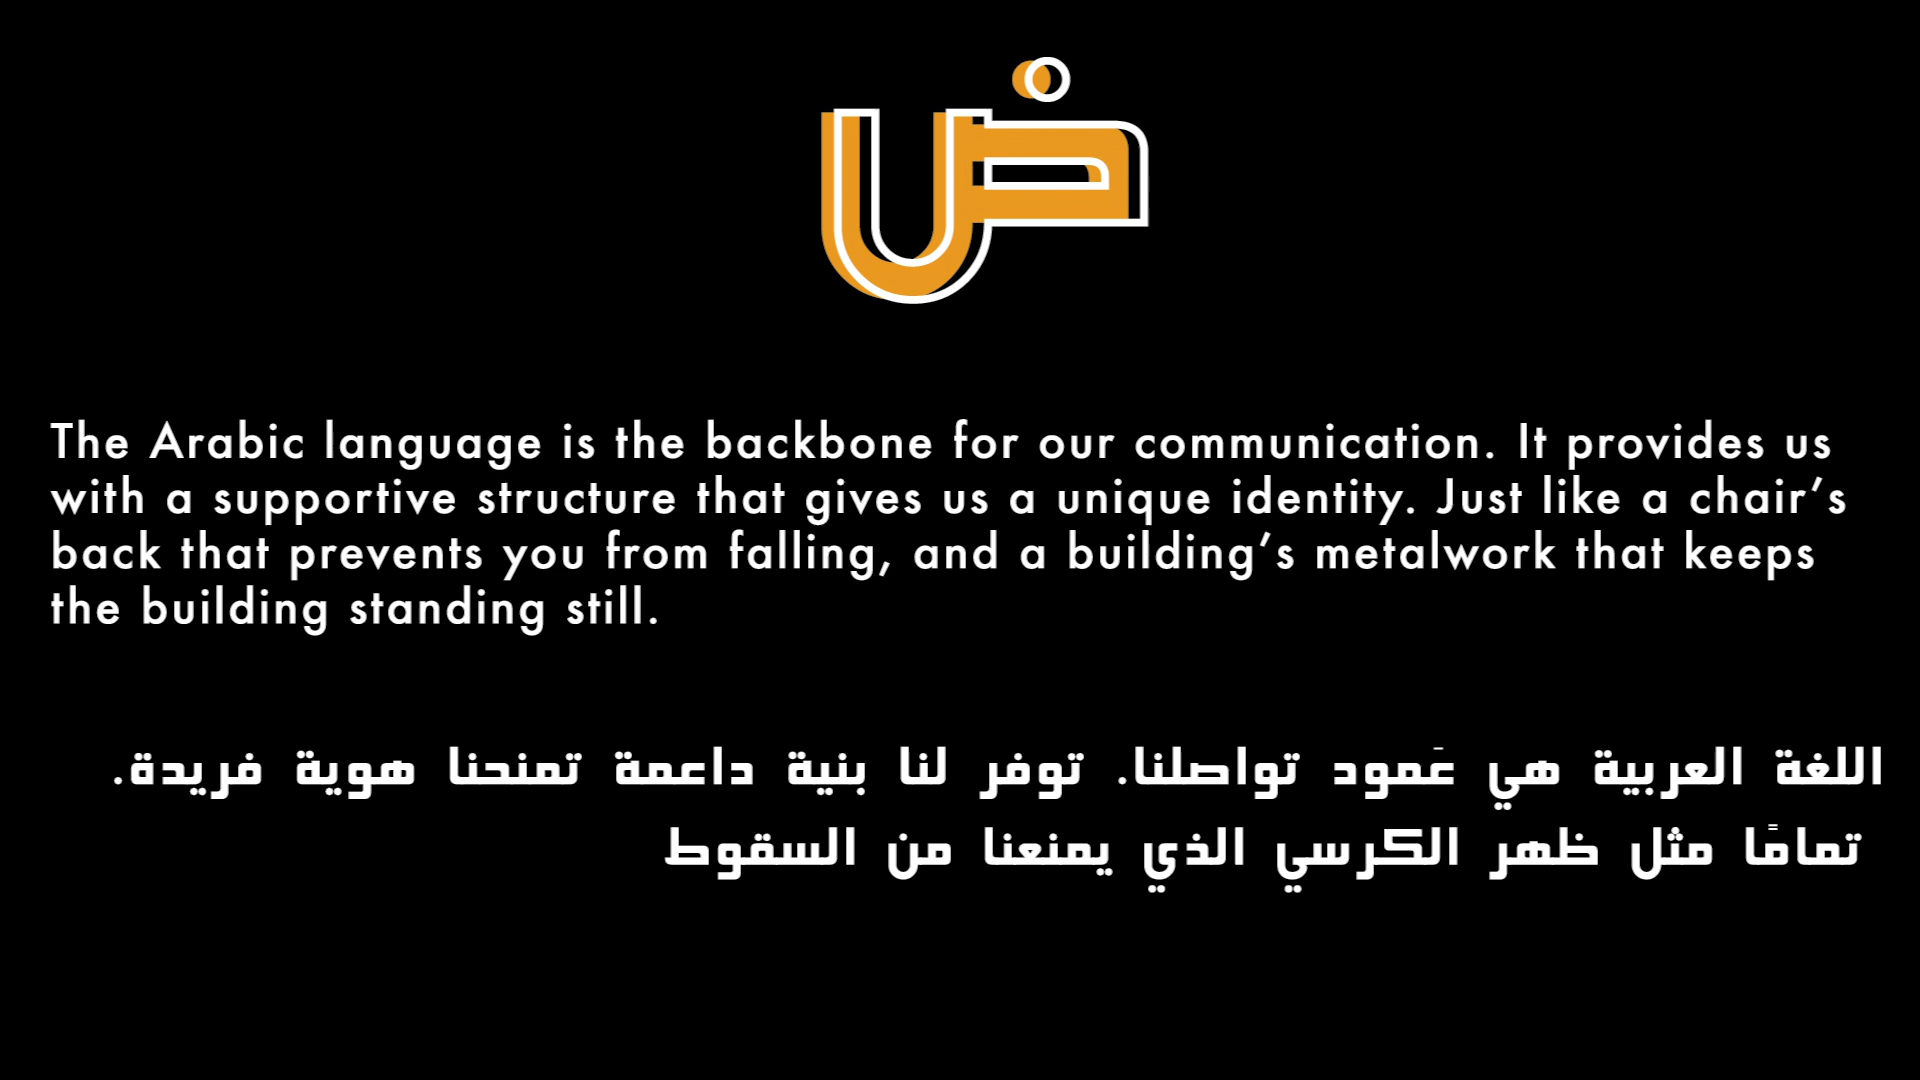 ض
The Arabic language is the backbone for our communication. It provides us
with a supportive structure that gives us a unique identity. Just like a chair’s
back that prevents you from falling, and a building’s metalwork that keeps
the building standing still.
اللغة العربية هي عَمود تواصلنا. توفر لنا بنية داعمة تمنحنا هوية فريدة.
تمامًا مثل ظهر الكرسي الذي يمنعنا من السقوط